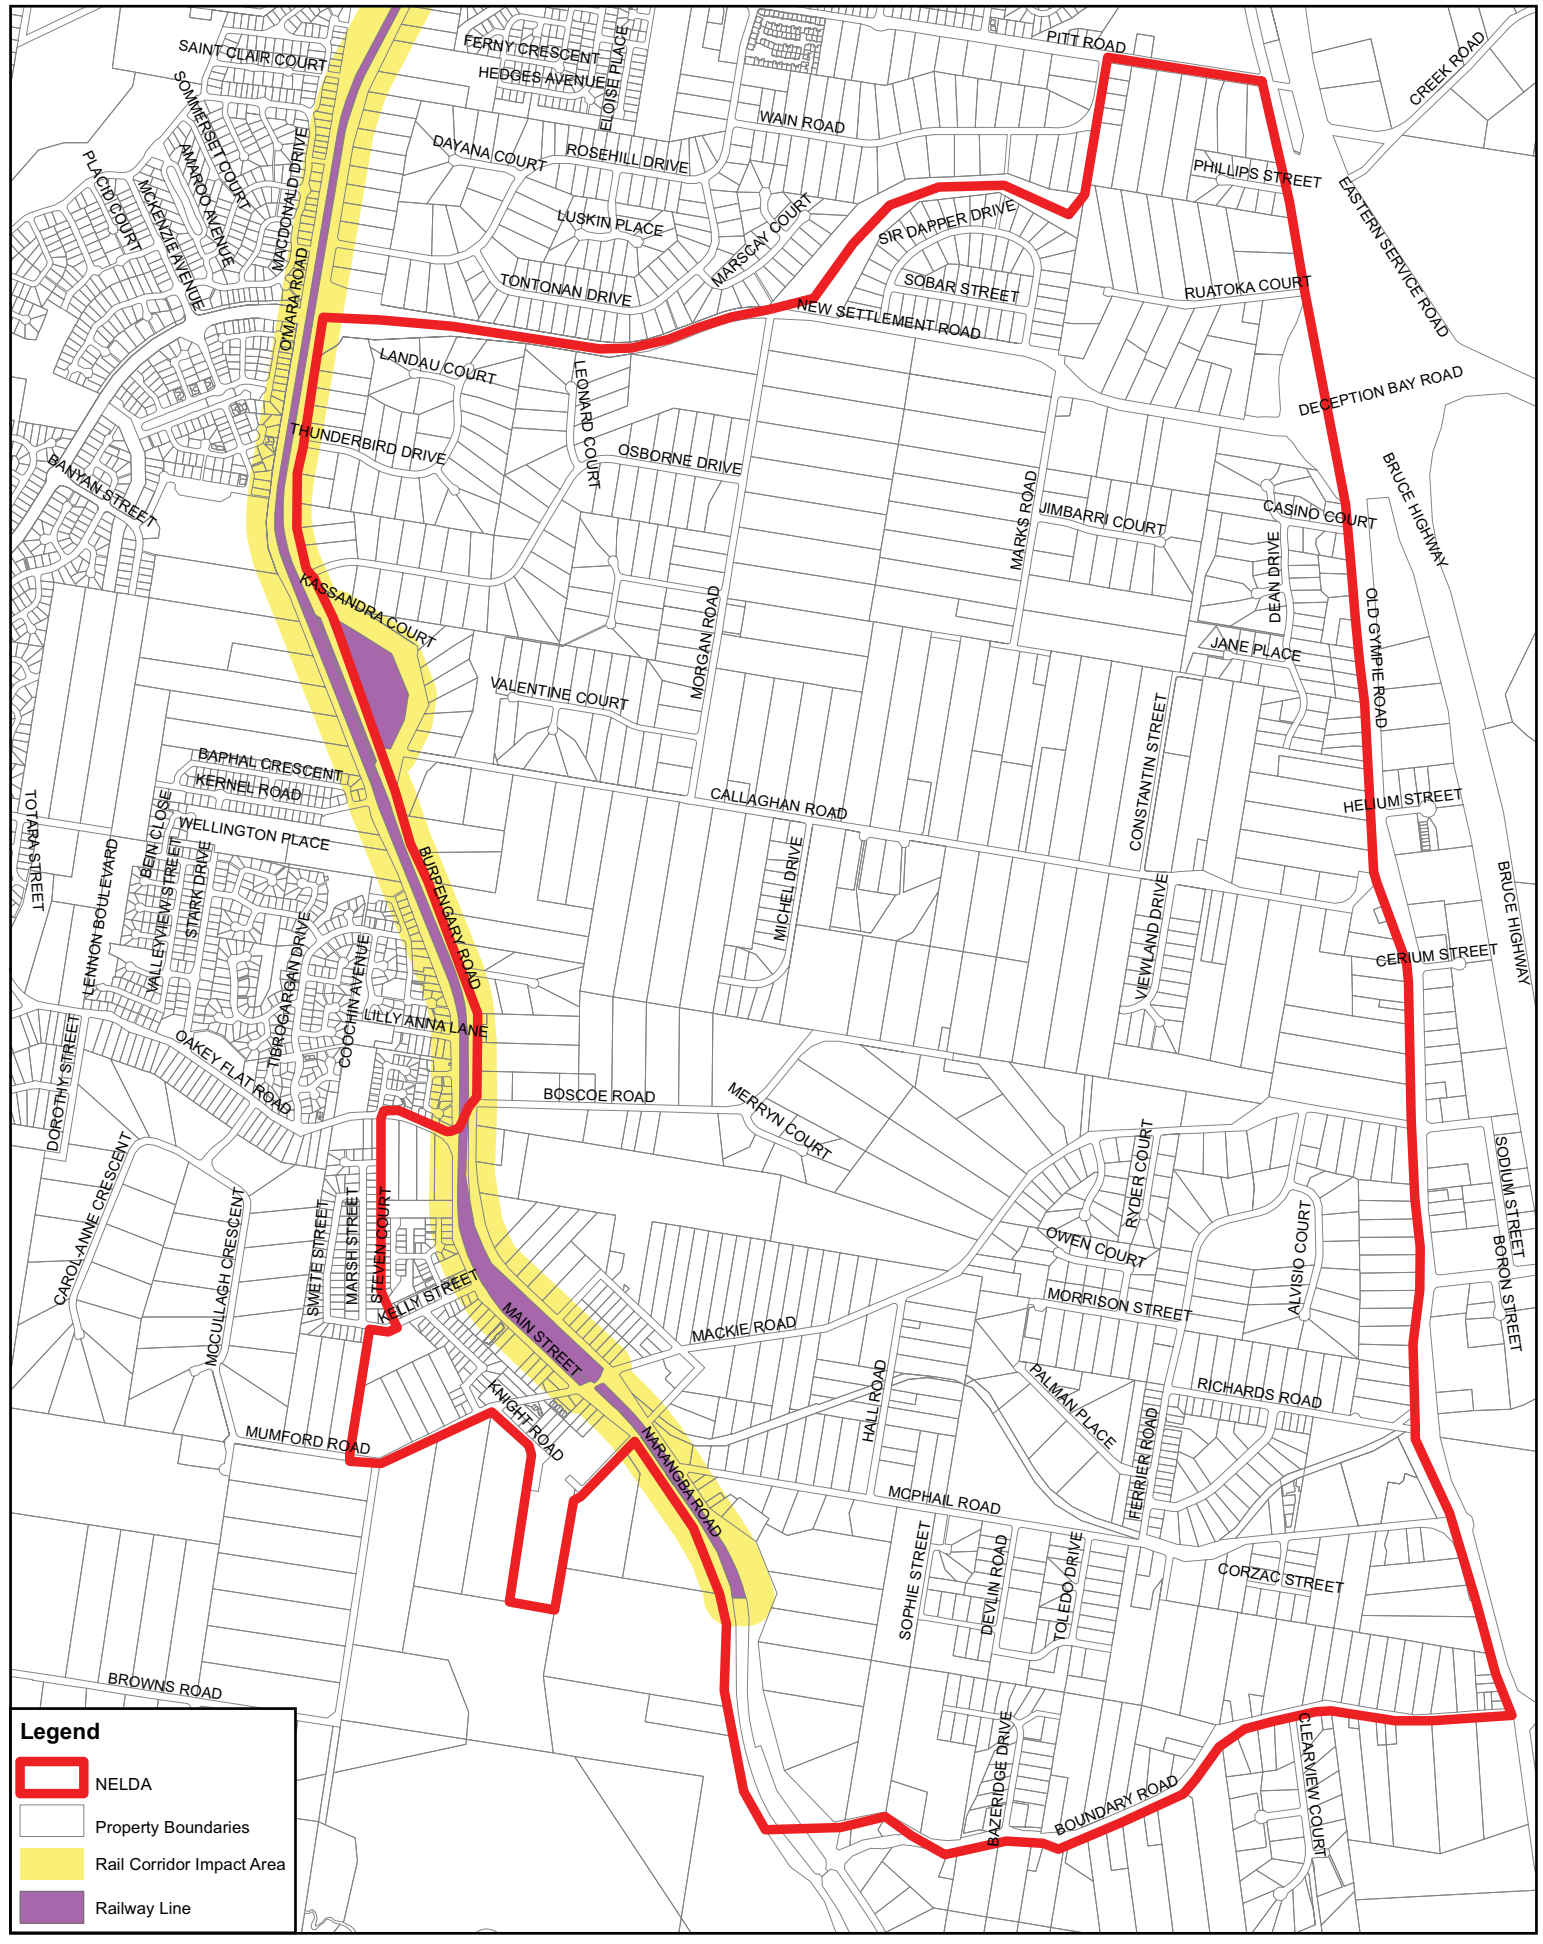 PITT ROAD
CREEK ROAD
SAINT CLAIR COURT
FERNY CRESCENT
HEDGES AVENUE
ELOISE PLACE
SOMMERSET COURT
WAIN ROAD
AMAROO AVENUE
MACDONALD DRIVE
DAYANA COURT
ROSEHILL DRIVE
PLACID COURT
MCKENZIE AVENUE
PHILLIPS STREET
EASTERN SERVICE ROAD
LUSKIN PLACE
MARSCAY COURT
SIR DAPPER DRIVE
O'MARA ROAD
TONTONAN DRIVE
SOBAR STREET
RUATOKA COURT
NEW SETTLEMENT ROAD
LANDAU COURT
LEONARD COURT
DECEPTION BAY ROAD
THUNDERBIRD DRIVE
OSBORNE DRIVE
BANYAN STREET
MARKS ROAD
JIMBARRI COURT
CASINO COURT
BRUCE HIGHWAY
DEAN DRIVE
KASSANDRA COURT
MORGAN ROAD
OLD GYMPIE ROAD
JANE PLACE
VALENTINE COURT
CONSTANTIN STREET
BAPHAL CRESCENT
KERNEL ROAD
TOTARA STREET
BEIN CLOSE
WELLINGTON PLACE
CALLAGHAN ROAD
HELIUM STREET
LENNON BOULEVARD
VALLEYVIEW STREET
STARK DRIVE
BURPENGARY ROAD
MICHEL DRIVE
VIEWLAND DRIVE
BRUCE HIGHWAY
TIBROGARGAN DRIVE
COOCHIN AVENUE
CERIUM STREET
LILLY ANNA LANE
DOROTHY STREET
OAKEY FLAT ROAD
BOSCOE ROAD
MERRYN COURT
CAROL-ANNE CRESCENT
MCCULLAGH CRESCENT
SWETE STREET
MARSH STREET
STEVEN COURT
KELLY STREET
RYDER COURT
OWEN COURT
ALVISIO COURT
SODIUM STREET
BORON STREET
MAIN STREET
MACKIE ROAD
MORRISON STREET
HALL ROAD
PALMAN PLACE
RICHARDS ROAD
KNIGHT ROAD
MUMFORD ROAD
NARANGBA ROAD
FERRIER ROAD
MCPHAIL ROAD
SOPHIE STREET
DEVLIN ROAD
TOLEDO DRIVE
CORZAC STREET
BROWNS ROAD
BAZERIDGE DRIVE
BOUNDARY ROAD
CLEARVIEW COURT
Legend
NELDA
Property Boundaries
Rail Corridor Impact Area
Railway Line